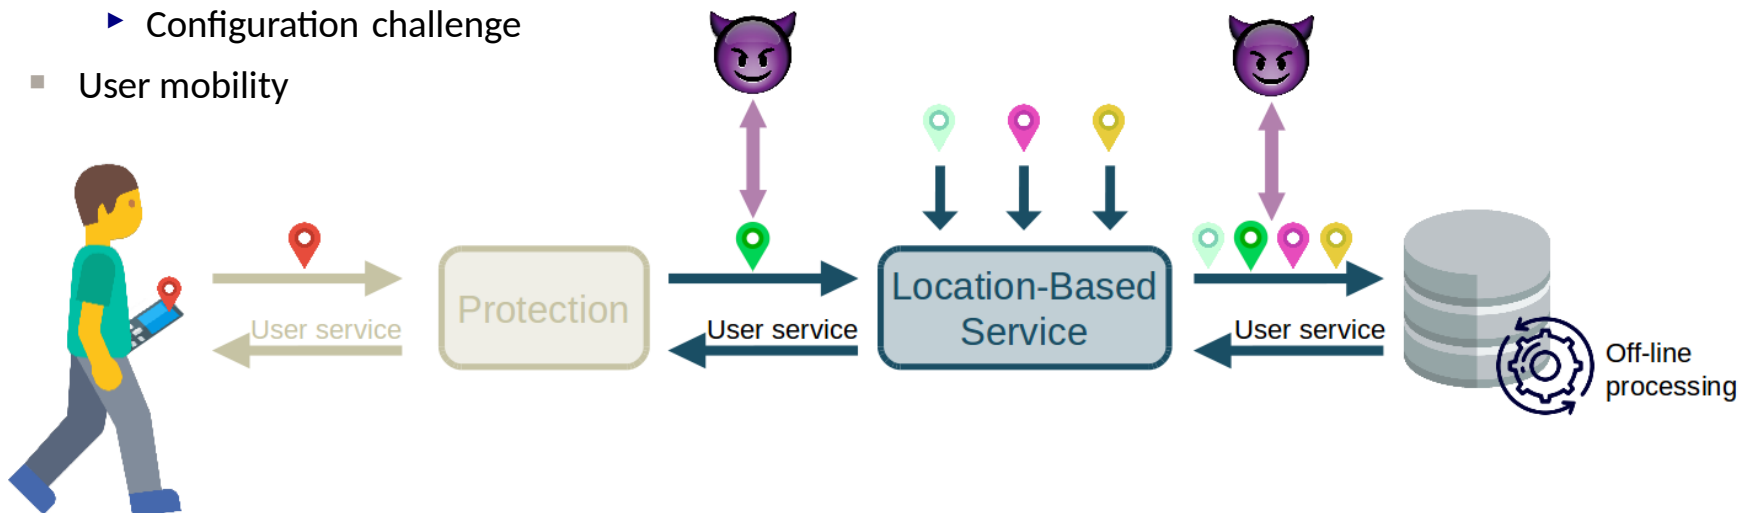 Configuration challenge
User mobility
User service
Protection
User service
Location-Based
Service
User service
Off-line
processing